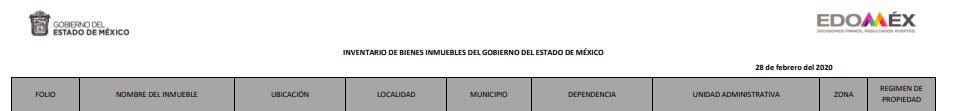 GOBIERNO DEL
ESTADO DE MÉXICO
EDOMÉX
DECISIONES FIRMES, RESULTADOS FUERTES.
INVENTARIO DE BIENES INMUEBLES DEL GOBIERNO DEL ESTADO DE MÉXICO
28 de febrero del 2020
FOLIO NOMBRE DEL INMUEBLE UBICACIÓN LOCALIDAD MUNICIPIO DEPENDENCIA UNIDAD ADMINISTRATIVA ZONA REGIMEN DE PROPIEDAD